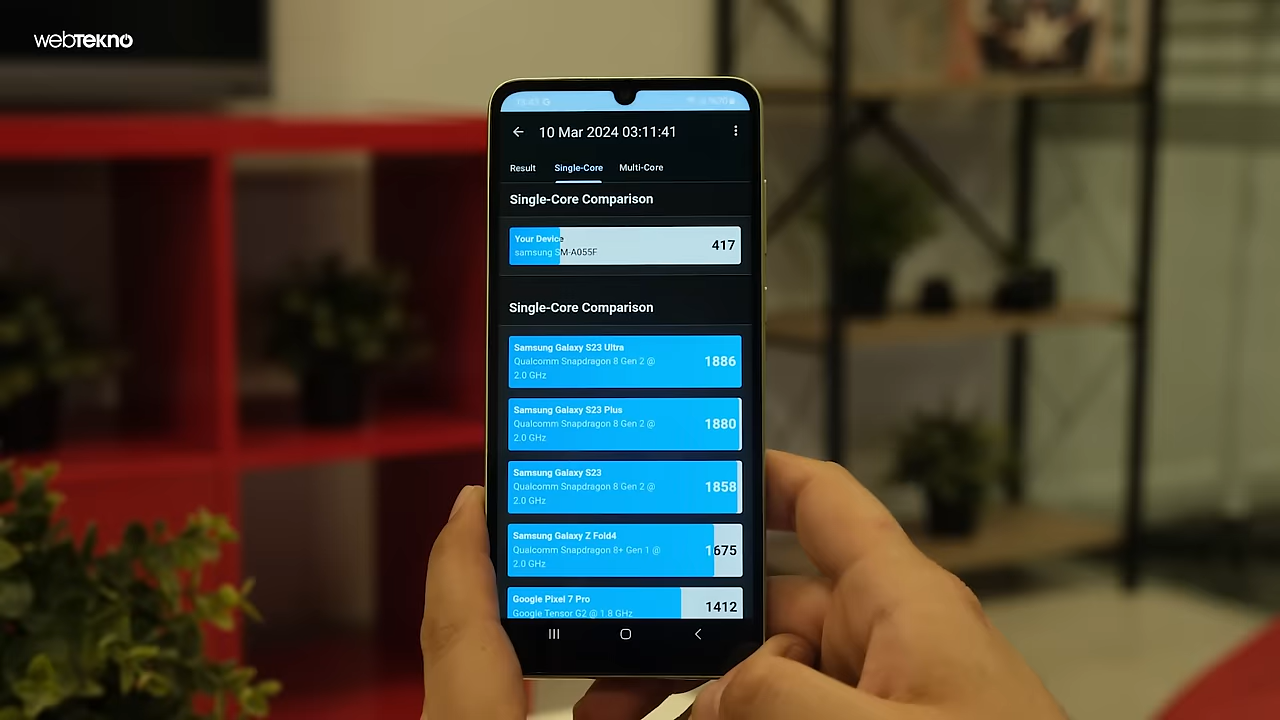 webtekno
10 Mar 2024 03:11:41
Result Single-Core Multi-Core
Single-Core Comparison
Your Device
samsung SM-A055F
417
Single-Core Comparison
Samsung Galaxy S23 Ultra
Qualcomm Snapdragon 8 Gen 2 @
2.0 GHz
1886
Samsung Galaxy S23 Plus
Qualcomm Snapdragon 8 Gen 2 @
2.0 GHz
1880
Samsung Galaxy S23
Qualcomm Snapdragon 8 Gen 2 @
2.0 GHz
1858
Samsung Galaxy Z Fold4
Qualcomm Snapdragon 8+ Gen 1 @
2.0 GHz
1675
Google Pixel 7 Pro
Google Tensor G2 @ 1.8 GHz
1412